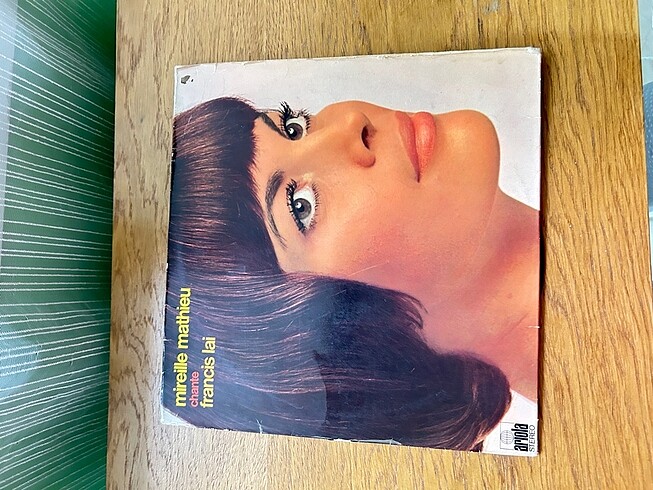 mireille mathieu
chante
francis lai
ariola
STEREO